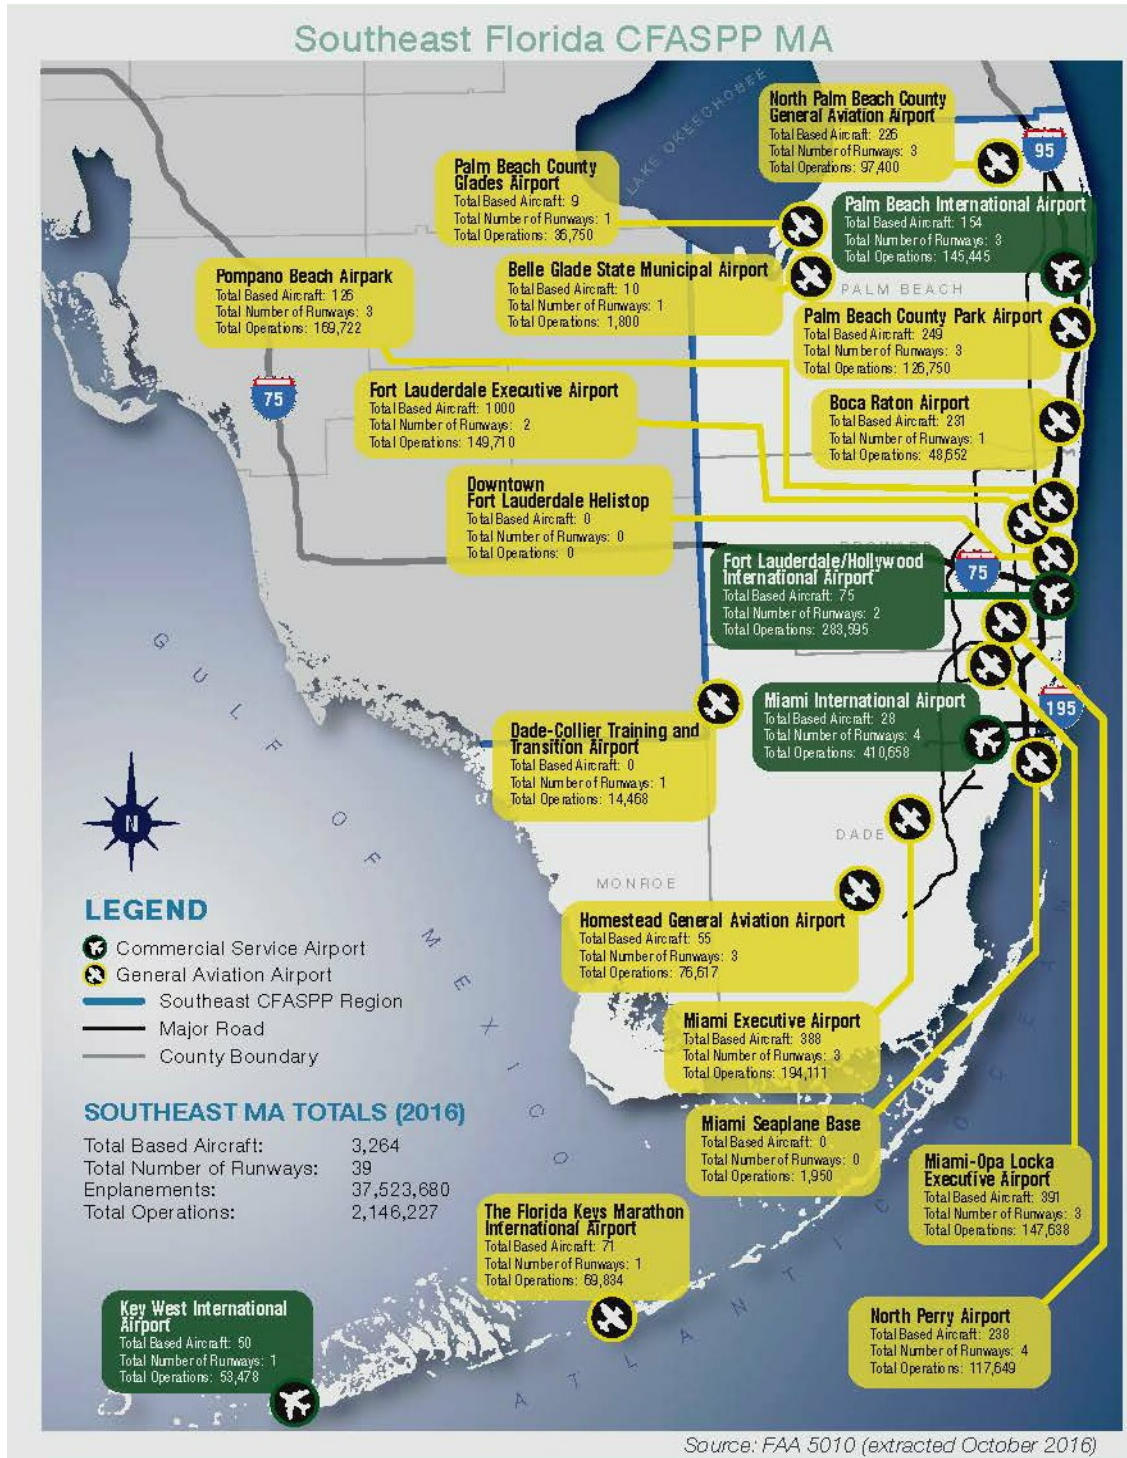 Southeast Florida CFASPP MA
LAKE OKEECHOBEE
North Palm Beach County
General Aviation Airport
Total Based Aircraft: 226
Total Number of Runways: 3
Total Operations: 97,400
95
Palm Beach County
Glades Airport
Total Based Aircraft: 9
Total Number of Runways: 1
Total Operations: 36,750
Palm Beach International Airport
Total Based Aircraft: 154
Total Number of Runways: 3
Total Operations: 145,445
Pompano Beach Airpark
Total Based Aircraft: 126
Total Number of Runways: 3
Total Operations: 169,722
Belle Glade State Municipal Airport
Total Based Aircraft: 10
Total Number of Runways: 1
Total Operations: 1,800
PALM BEACH
Palm Beach County Park Airport
Total Based Aircraft: 249
Total Number of Runways: 3
Total Operations: 126,750
75
Fort Lauderdale Executive Airport
Total Based Aircraft: 1000
Total Number of Runways: 2
Total Operations: 149,710
Boca Raton Airport
Total Based Aircraft: 231
Total Number of Runways: 1
Total Operations: 48,652
Downtown
Fort Lauderdale Helistop
Total Based Aircraft: 0
Total Number of Runways: 0
Total Operations: 0
Fort Lauderdale/Hollywood
International Airport
Total Based Aircraft: 75
Total Number of Runways: 2
Total Operations: 283,595
75
GULF OF MEXICO
Miami International Airport
Total Based Aircraft: 28
Total Number of Runways: 4
Total Operations: 410,658
195
Dade-Collier Training and
Transition Airport
Total Based Aircraft: 0
Total Number of Runways: 1
Total Operations: 14,468
N
DADE
MONROE
LEGEND
Commercial Service Airport
General Aviation Airport
Southeast CFASPP Region
Major Road
County Boundary
Homestead General Aviation Airport
Total Based Aircraft: 55
Total Number of Runways: 3
Total Operations: 76,617
Miami Executive Airport
Total Based Aircraft: 388
Total Number of Runways: 3
Total Operations: 194,111
SOUTHEAST MA TOTALS (2016)
Total Based Aircraft: 3,264
Total Number of Runways: 39
Enplanements: 37,523,680
Total Operations: 2,146,227
Miami Seaplane Base
Total Based Aircraft: 0
Total Number of Runways: 0
Total Operations: 1,950
Miami-Opa Locka
Executive Airport
Total Based Aircraft: 391
Total Number of Runways: 3
Total Operations: 147,638
The Florida Keys Marathon
International Airport
Total Based Aircraft: 71
Total Number of Runways: 1
Total Operations: 69,834
Key West International
Airport
Total Based Aircraft: 50
Total Number of Runways: 1
Total Operations: 53,478
North Perry Airport
Total Based Aircraft: 238
Total Number of Runways: 4
Total Operations: 117,649
ATLANTIC OCEAN
Source: FAA 5010 (extracted October 2016)